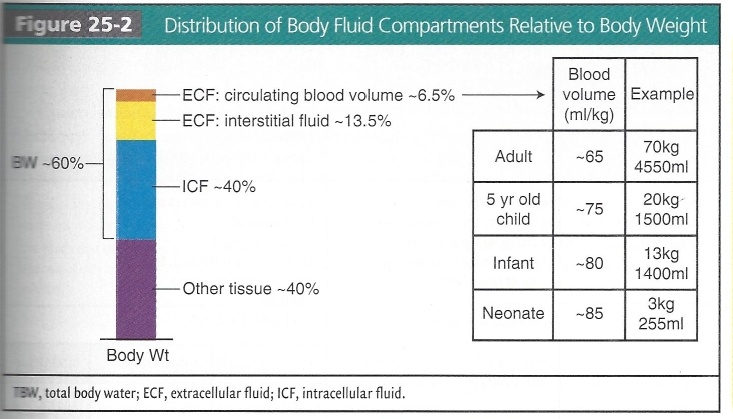 Figure 25-2 Distribution of Body Fluid Compartments Relative to Body Weight
ECF: circulating blood volume ~6.5%
ECF: interstitial fluid ~13.5%
BW ~60%
ICF ~40%
Other tissue ~40%
Body Wt
Blood
volume
(ml/kg)
Example
Adult
~65
70kg
4550ml
5 yr old
child
~75
20kg
1500ml
Infant
~80
13kg
1400ml
Neonate
~85
3kg
255ml
TBW, total body water; ECF, extracellular fluid; ICF, intracellular fluid.